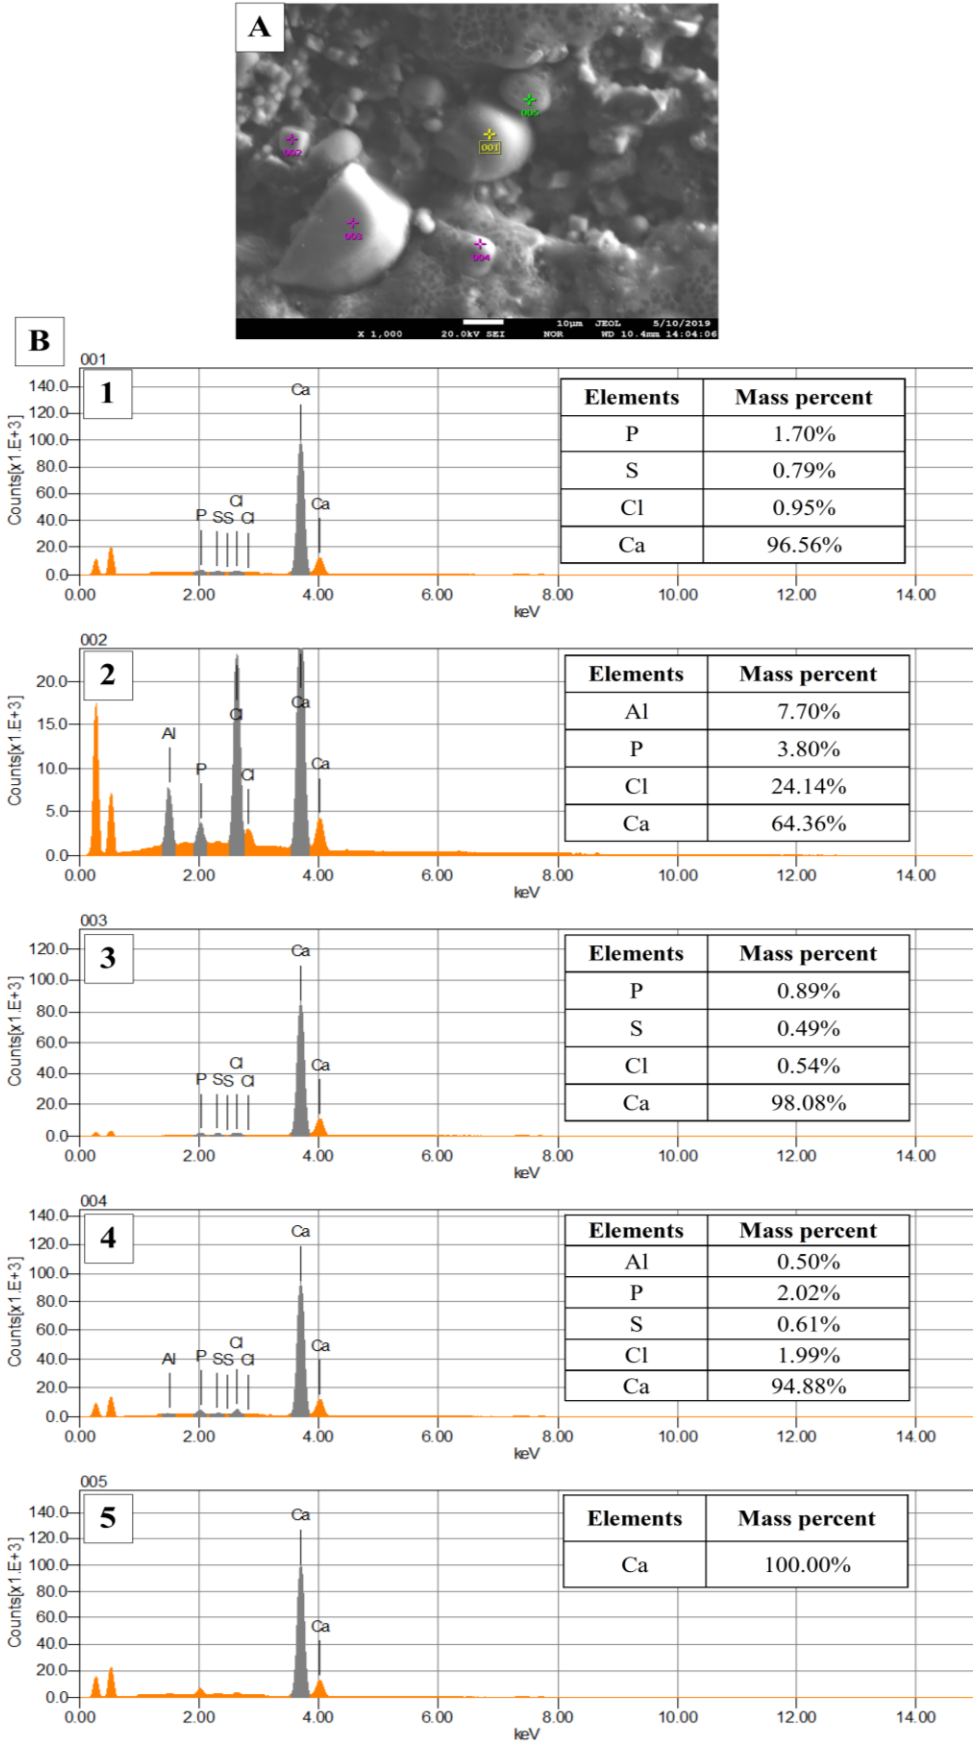 A
005
001
002
003
004
10µm JEOL 5/10/2019
X 1,000 20.0kV SEI NOR WD 10.4mm 14:04:06
B
001
1
Counts[x1.E+3]
140.0
120.0
100.0
80.0
60.0
40.0
20.0
0.0
P S S Cl Cl Ca Ca
0.00 2.00 4.00 6.00 8.00 10.00 12.00 14.00
keV
Elements Mass percent
P 1.70%
S 0.79%
Cl 0.95%
Ca 96.56%
002
2
Counts[x1.E+3]
20.0
15.0
10.0
5.0
0.0
Al P Cl Cl Ca Ca
0.00 2.00 4.00 6.00 8.00 10.00 12.00 14.00
keV
Elements Mass percent
Al 7.70%
P 3.80%
Cl 24.14%
Ca 64.36%
003
3
Counts[x1.E+3]
120.0
100.0
80.0
60.0
40.0
20.0
0.0
P S S Cl Cl Ca Ca
0.00 2.00 4.00 6.00 8.00 10.00 12.00 14.00
keV
Elements Mass percent
P 0.89%
S 0.49%
Cl 0.54%
Ca 98.08%
004
4
Counts[x1.E+3]
140.0
120.0
100.0
80.0
60.0
40.0
20.0
0.0
Al P S S Cl Cl Ca Ca
0.00 2.00 4.00 6.00 8.00 10.00 12.00 14.00
keV
Elements Mass percent
Al 0.50%
P 2.02%
S 0.61%
Cl 1.99%
Ca 94.88%
005
5
Counts[x1.E+3]
140.0
120.0
100.0
80.0
60.0
40.0
20.0
0.0
Ca Ca
0.00 2.00 4.00 6.00 8.00 10.00 12.00 14.00
keV
Elements Mass percent
Ca 100.00%